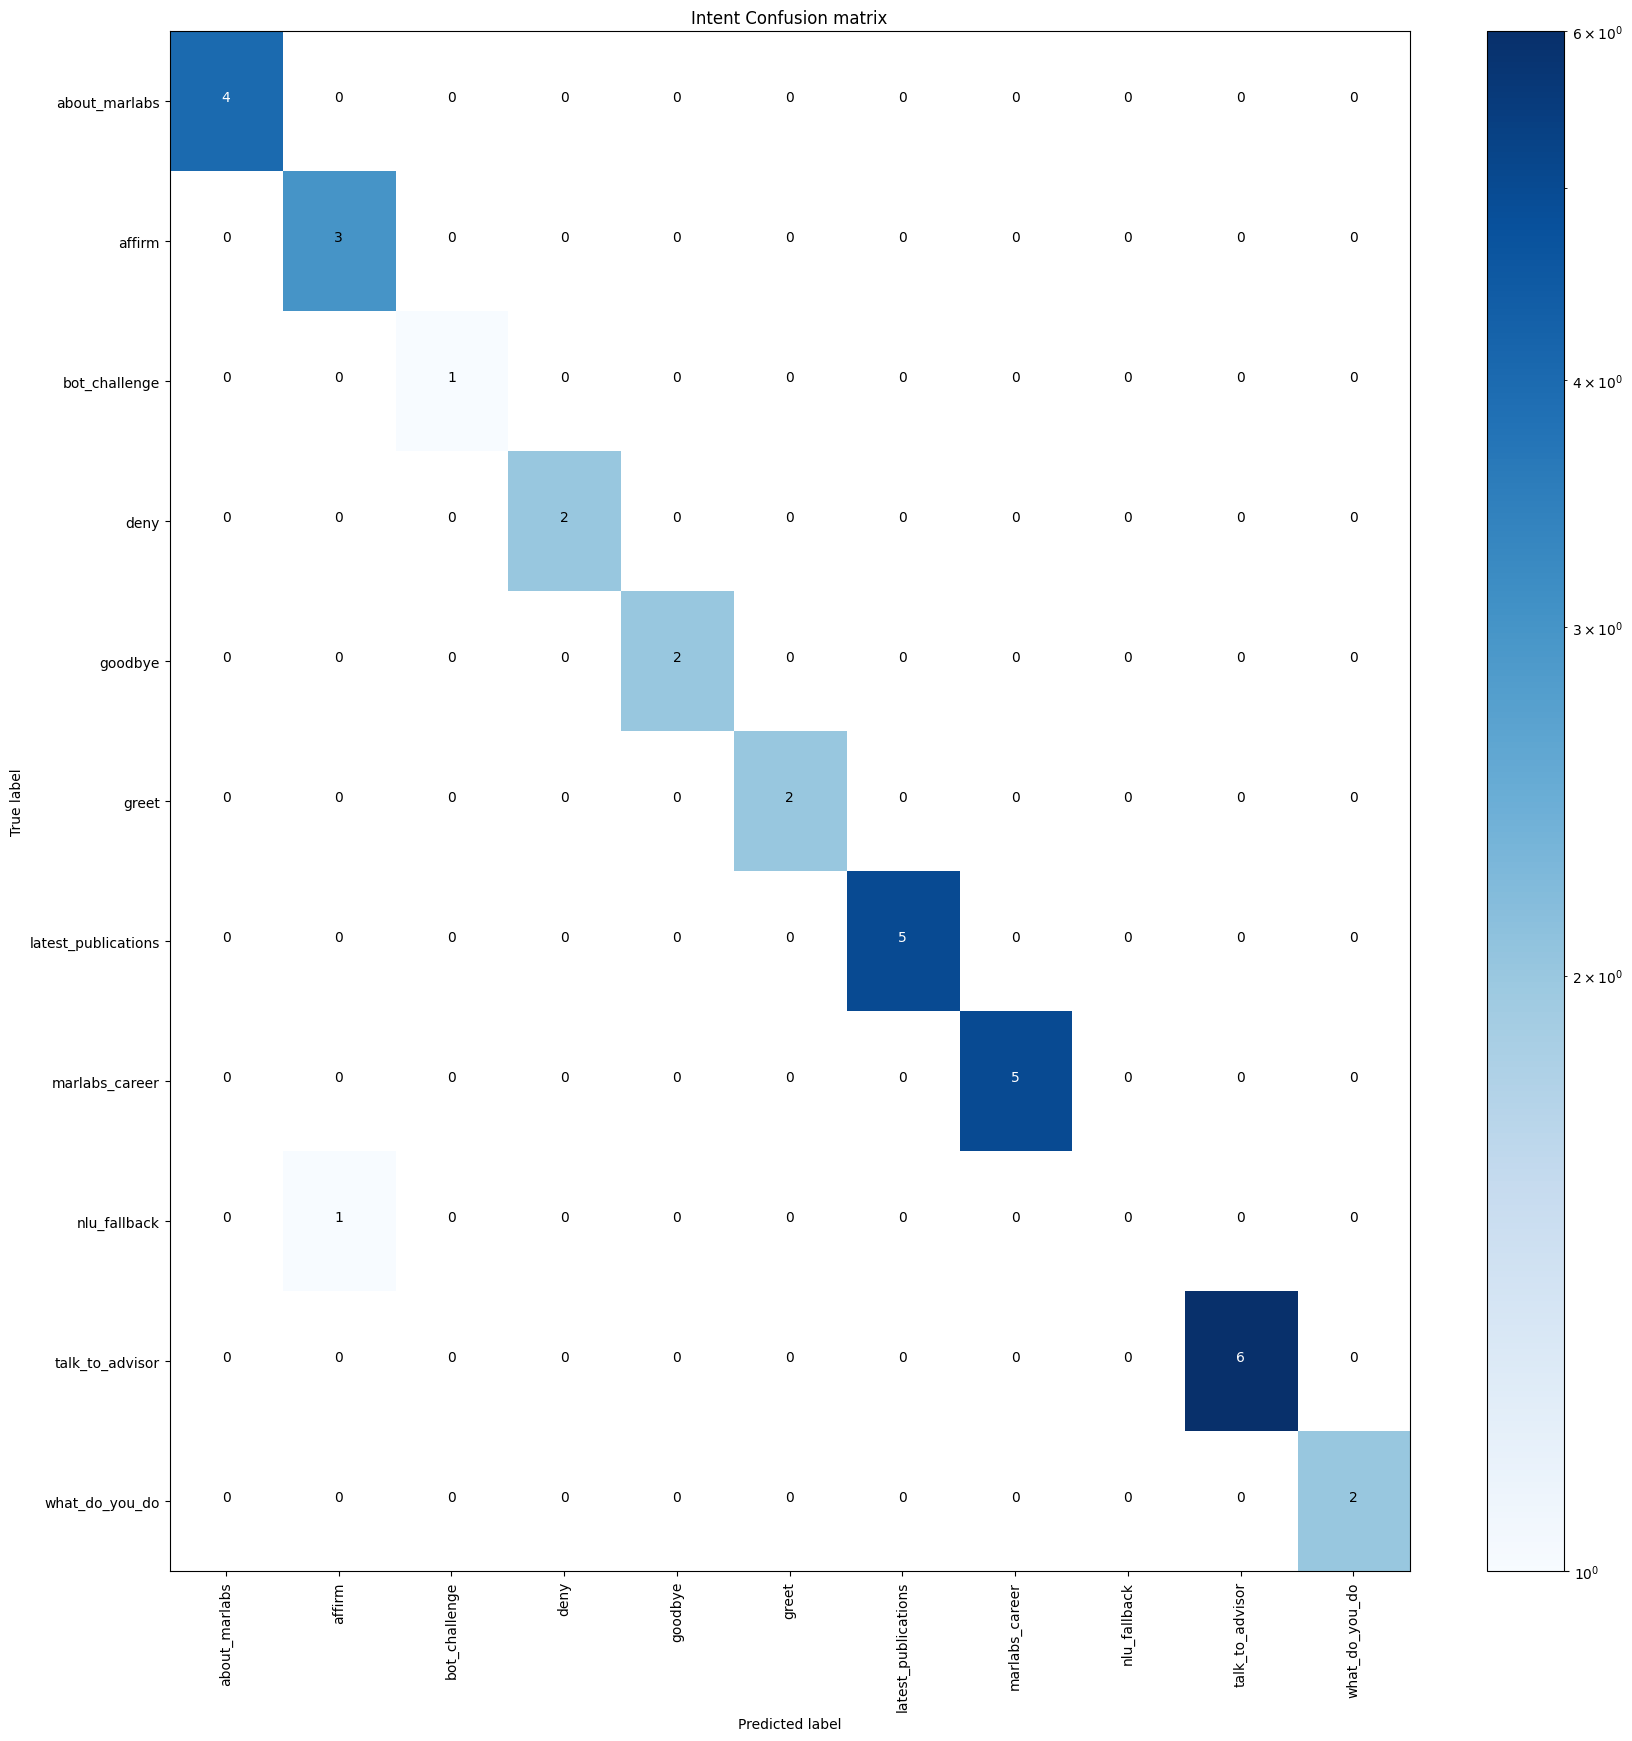 Intent Confusion matrix
True label
about_marlabs 4 0 0 0 0 0 0 0 0 0 0
affirm 0 3 0 0 0 0 0 0 0 0 0
bot_challenge 0 0 1 0 0 0 0 0 0 0 0
deny 0 0 0 2 0 0 0 0 0 0 0
goodbye 0 0 0 0 2 0 0 0 0 0 0
greet 0 0 0 0 0 2 0 0 0 0 0
latest_publications 0 0 0 0 0 0 5 0 0 0 0
marlabs_career 0 0 0 0 0 0 0 5 0 0 0
nlu_fallback 0 1 0 0 0 0 0 0 0 0 0
talk_to_advisor 0 0 0 0 0 0 0 0 0 6 0
what_do_you_do 0 0 0 0 0 0 0 0 0 0 2
about_marlabs
affirm
bot_challenge
deny
goodbye
greet
latest_publications
marlabs_career
nlu_fallback
talk_to_advisor
what_do_you_do
Predicted label
6 × 10⁰
4 × 10⁰
3 × 10⁰
2 × 10⁰
10⁰